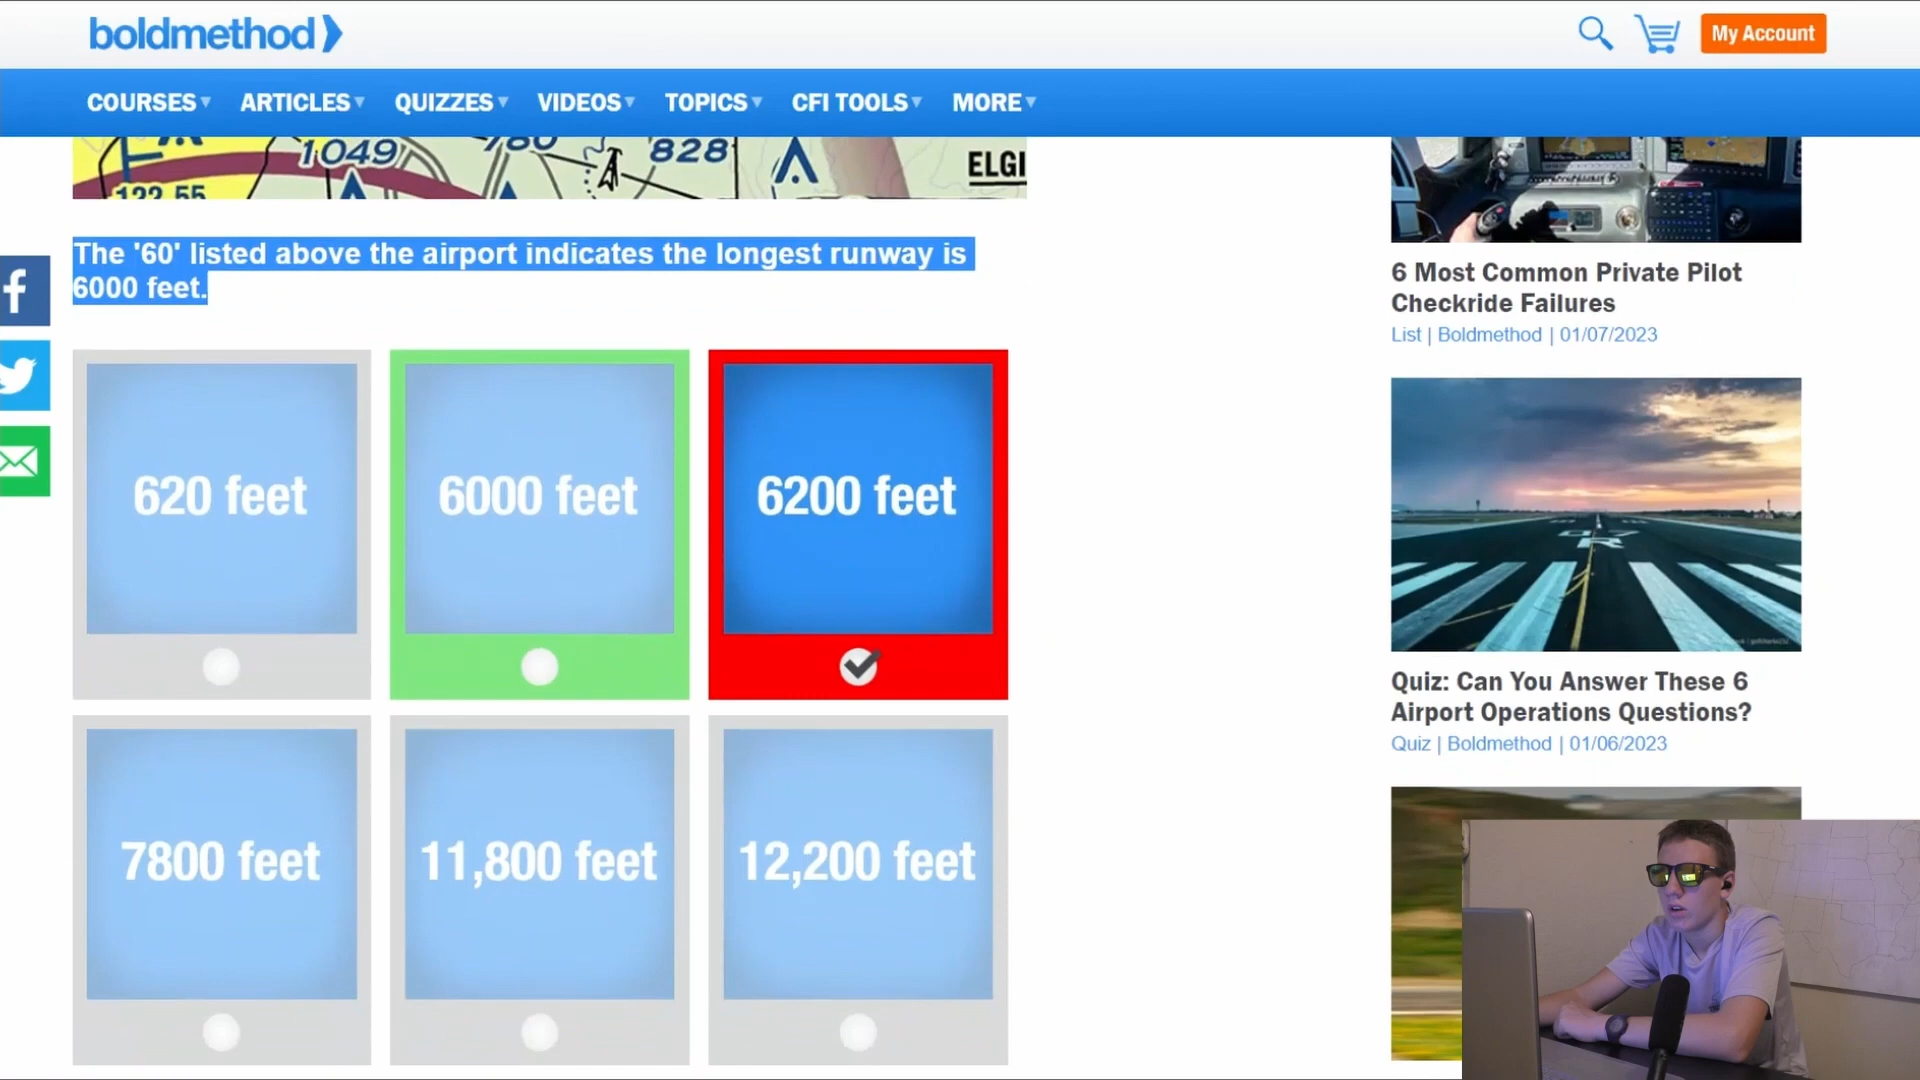 boldmethod
My Account
COURSES
ARTICLES
QUIZZES
VIDEOS
TOPICS
CFI TOOLS
MORE
1049
780
828
ELGI
122.55
The '60' listed above the airport indicates the longest runway is
6000 feet.
620 feet
6000 feet
6200 feet
7800 feet
11,800 feet
12,200 feet
6 Most Common Private Pilot
Checkride Failures
List | Boldmethod | 01/07/2023
Quiz: Can You Answer These 6
Airport Operations Questions?
Quiz | Boldmethod | 01/06/2023